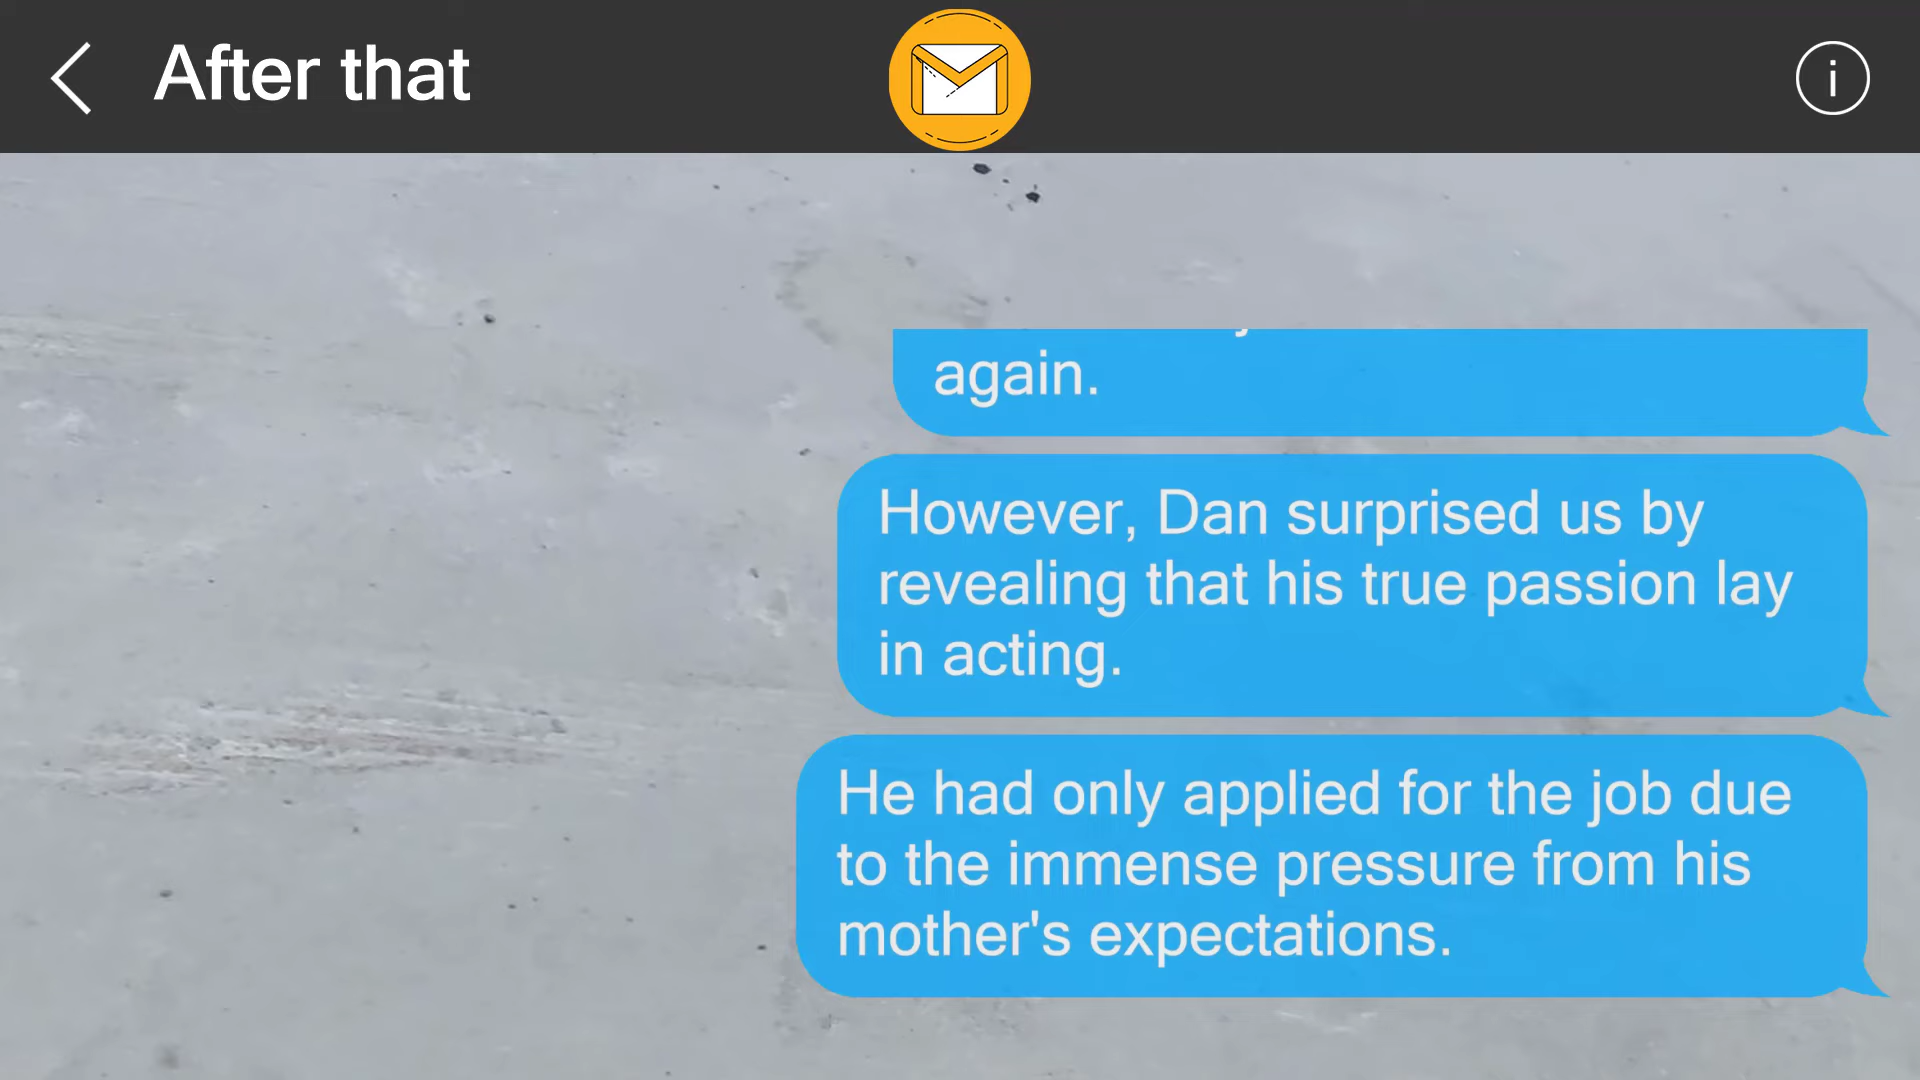 After that
i
again.
However, Dan surprised us by
revealing that his true passion lay
in acting.
He had only applied for the job due
to the immense pressure from his
mother's expectations.